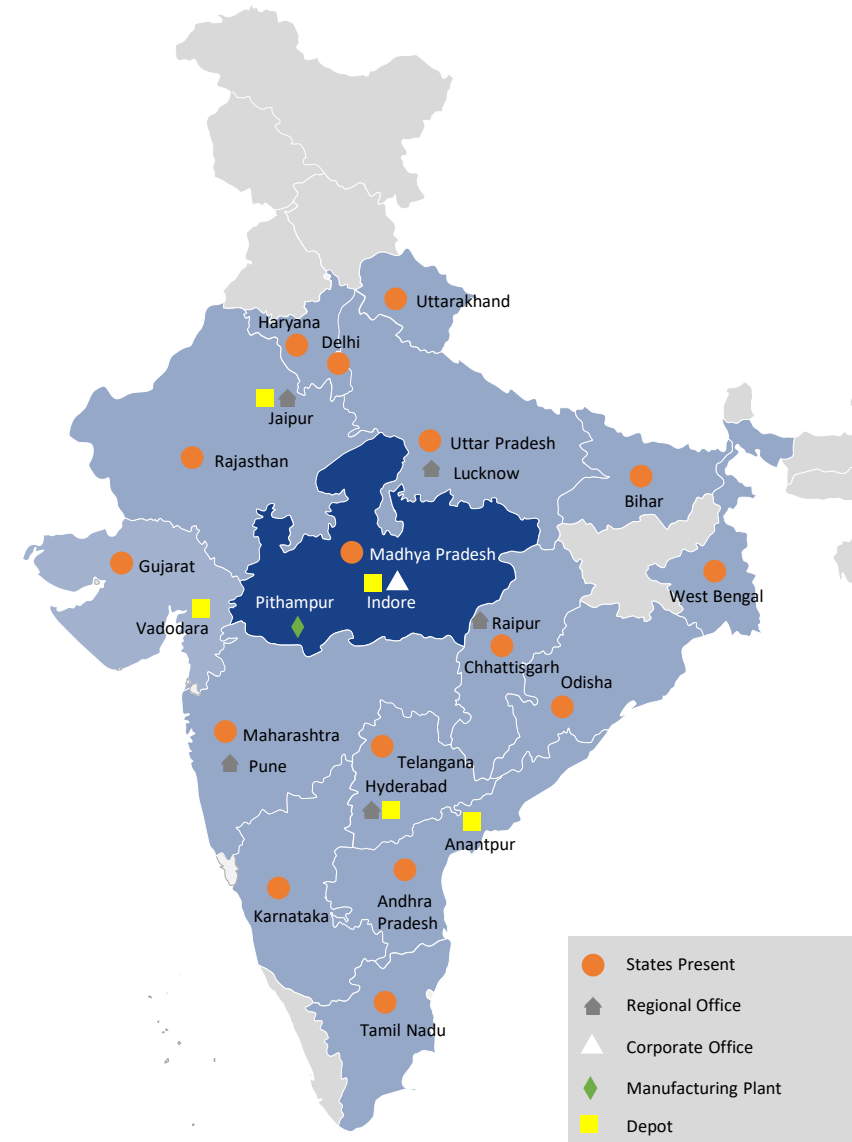 Uttarakhand
Haryana
Delhi
Jaipur
Uttar Pradesh
Rajasthan
Lucknow
Bihar
Madhya Pradesh
Gujarat
West Bengal
Pithampur
Indore
Vadodara
Raipur
Chhattisgarh
Odisha
Maharashtra
Telangana
Pune
Hyderabad
Anantpur
Andhra
Pradesh
Karnataka
Tamil Nadu
States Present
Regional Office
Corporate Office
Manufacturing Plant
Depot